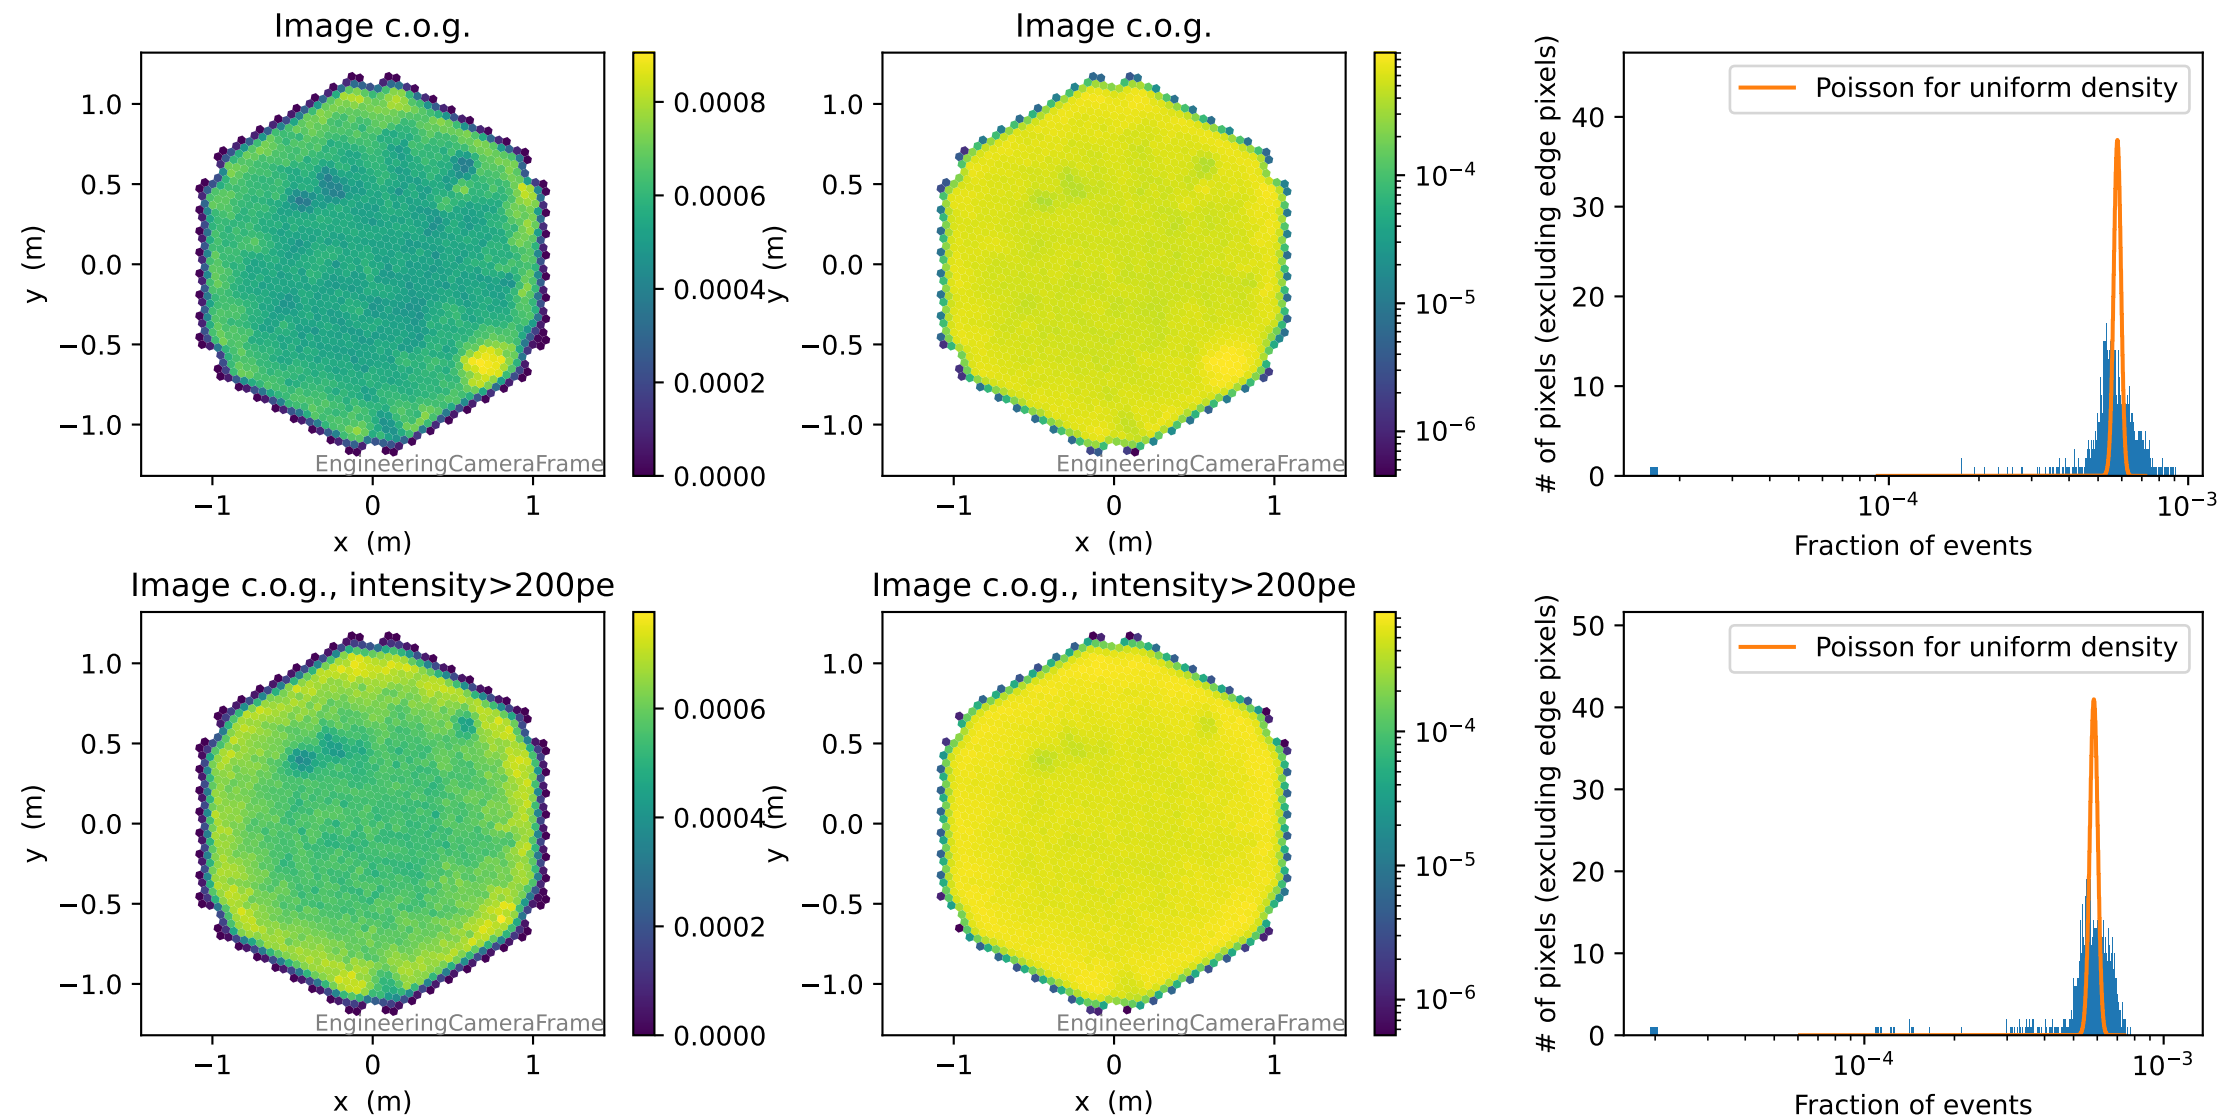 Image c.o.g.
1.0
0.5
0.0
−0.5
−1.0
y (m)
−1
0
1
x (m)
EngineeringCameraFrame
0.0008
0.0006
0.0004
0.0002
0.0000
Image c.o.g.
1.0
0.5
0.0
−0.5
−1.0
y (m)
−1
0
1
x (m)
EngineeringCameraFrame
10⁻⁴
10⁻⁵
10⁻⁶
# of pixels (excluding edge pixels)
40
30
20
10
0
Poisson for uniform density
10⁻⁴
10⁻³
Fraction of events
Image c.o.g., intensity>200pe
1.0
0.5
0.0
−0.5
−1.0
y (m)
−1
0
1
x (m)
EngineeringCameraFrame
0.0006
0.0004
0.0002
0.0000
Image c.o.g., intensity>200pe
1.0
0.5
0.0
−0.5
−1.0
y (m)
−1
0
1
x (m)
EngineeringCameraFrame
10⁻⁴
10⁻⁵
10⁻⁶
# of pixels (excluding edge pixels)
50
40
30
20
10
0
Poisson for uniform density
10⁻⁴
10⁻³
Fraction of events